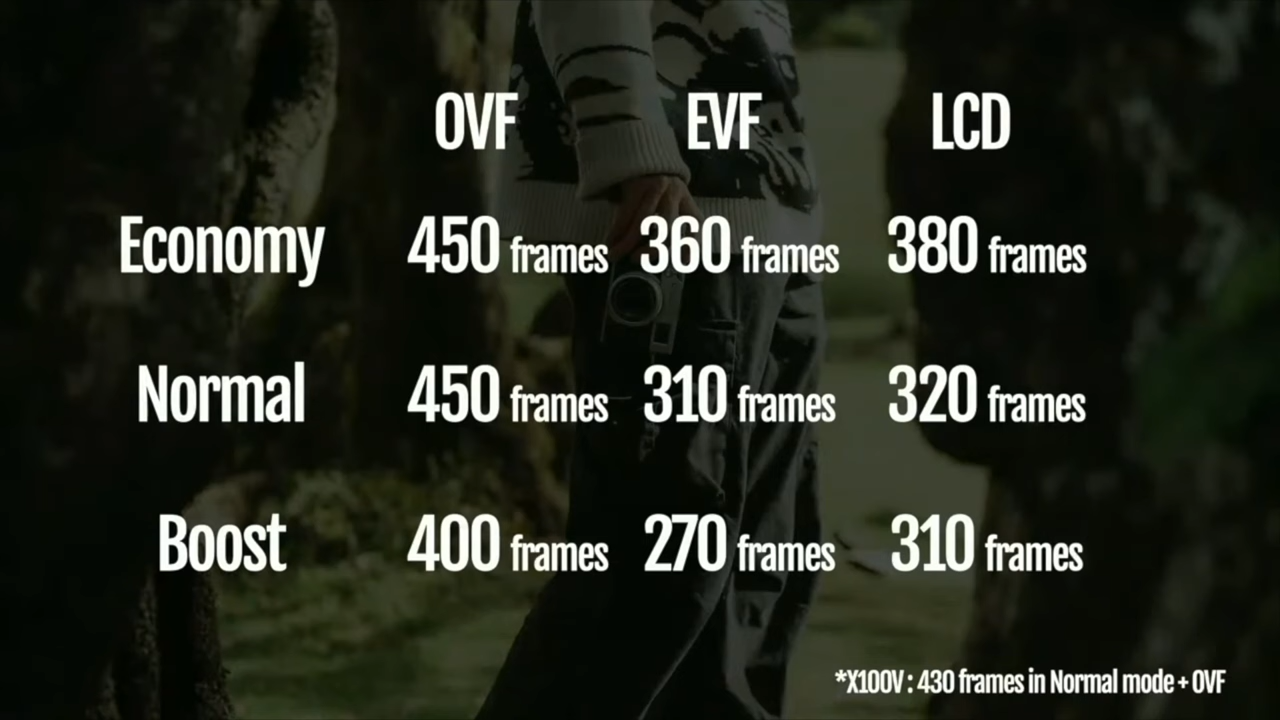 OVF EVF LCD
Economy 450 frames 360 frames 380 frames
Normal 450 frames 310 frames 320 frames
Boost 400 frames 270 frames 310 frames
*X100V : 430 frames in Normal mode + OVF